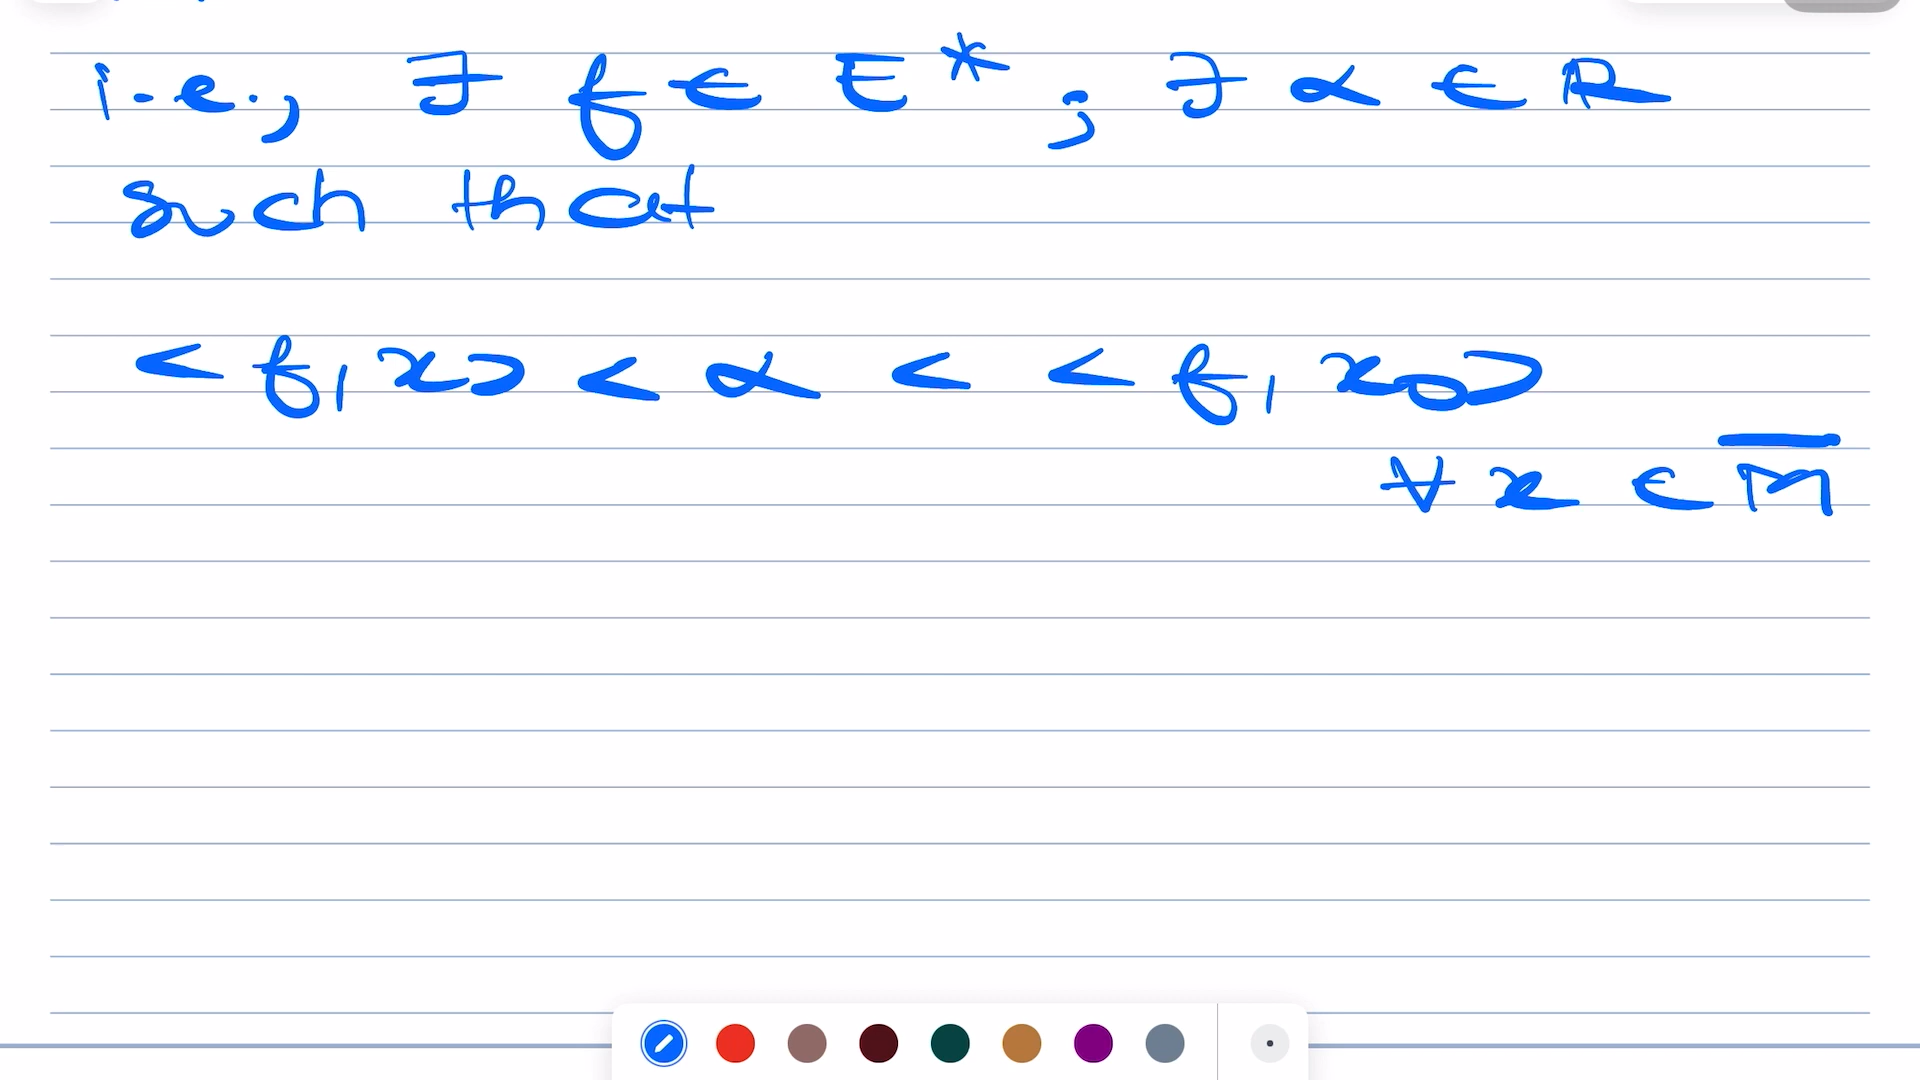 i.e., ∃ f ∈ E* ; ∃ α ∈ R
such that
< f, x > < α < < f, x₀ >
∀ x ∈ M̅